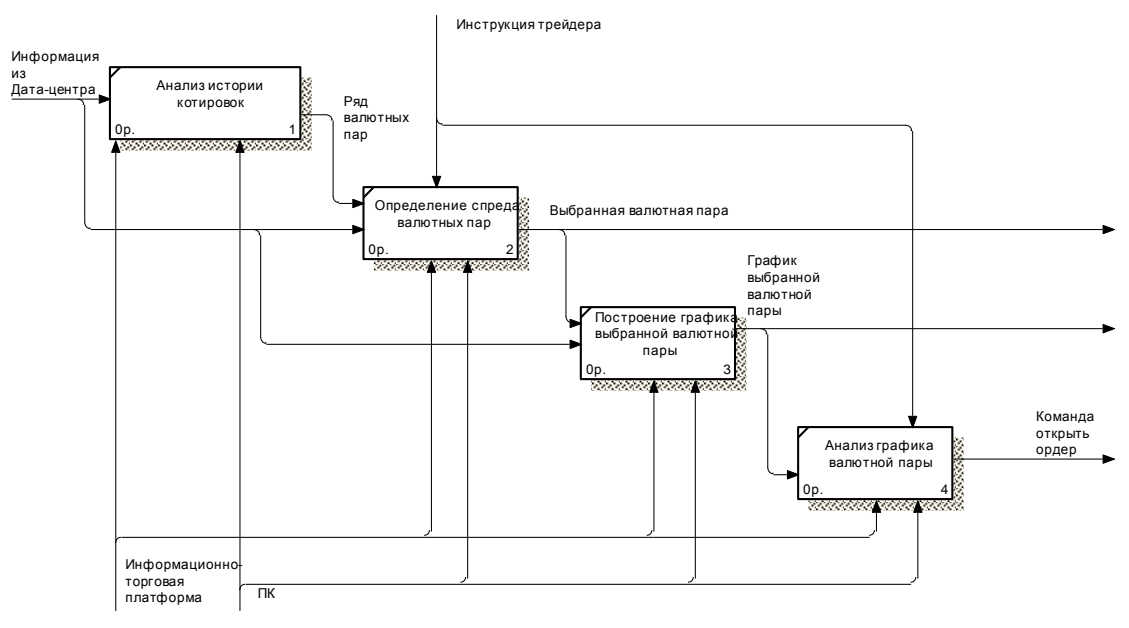 Инструкция трейдера
Информация
из
Дата-центра
Анализ истории
котировок
0р.
1
Ряд
валютных
пар
Определение спреда
валютных пар
0р.
2
Выбранная валютная пара
График
выбранной
валютной
пары
Построение графика
выбранной валютной
пары
0р.
3
Анализ графика
валютной пары
0р.
4
Команда
открыть
ордер
Информационно-
торговая
платформа
ПК